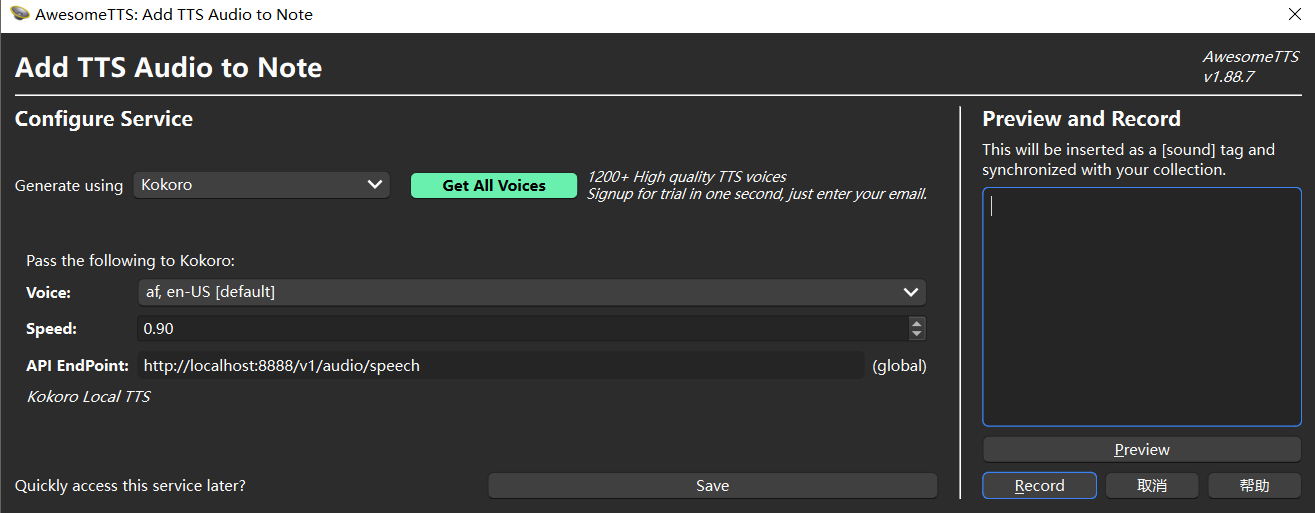 AwesomeTTS: Add TTS Audio to Note
Add TTS Audio to Note
AwesomeTTS
v1.88.7
Configure Service
Generate using
Kokoro
Get All Voices
1200+ High quality TTS voices
Signup for trial in one second, just enter your email.
Pass the following to Kokoro:
Voice:
af, en-US [default]
Speed:
0.90
API EndPoint:
http://localhost:8888/v1/audio/speech
(global)
Kokoro Local TTS
Quickly access this service later?
Save
Preview and Record
This will be inserted as a [sound] tag and
synchronized with your collection.
Preview
Record
取消
帮助